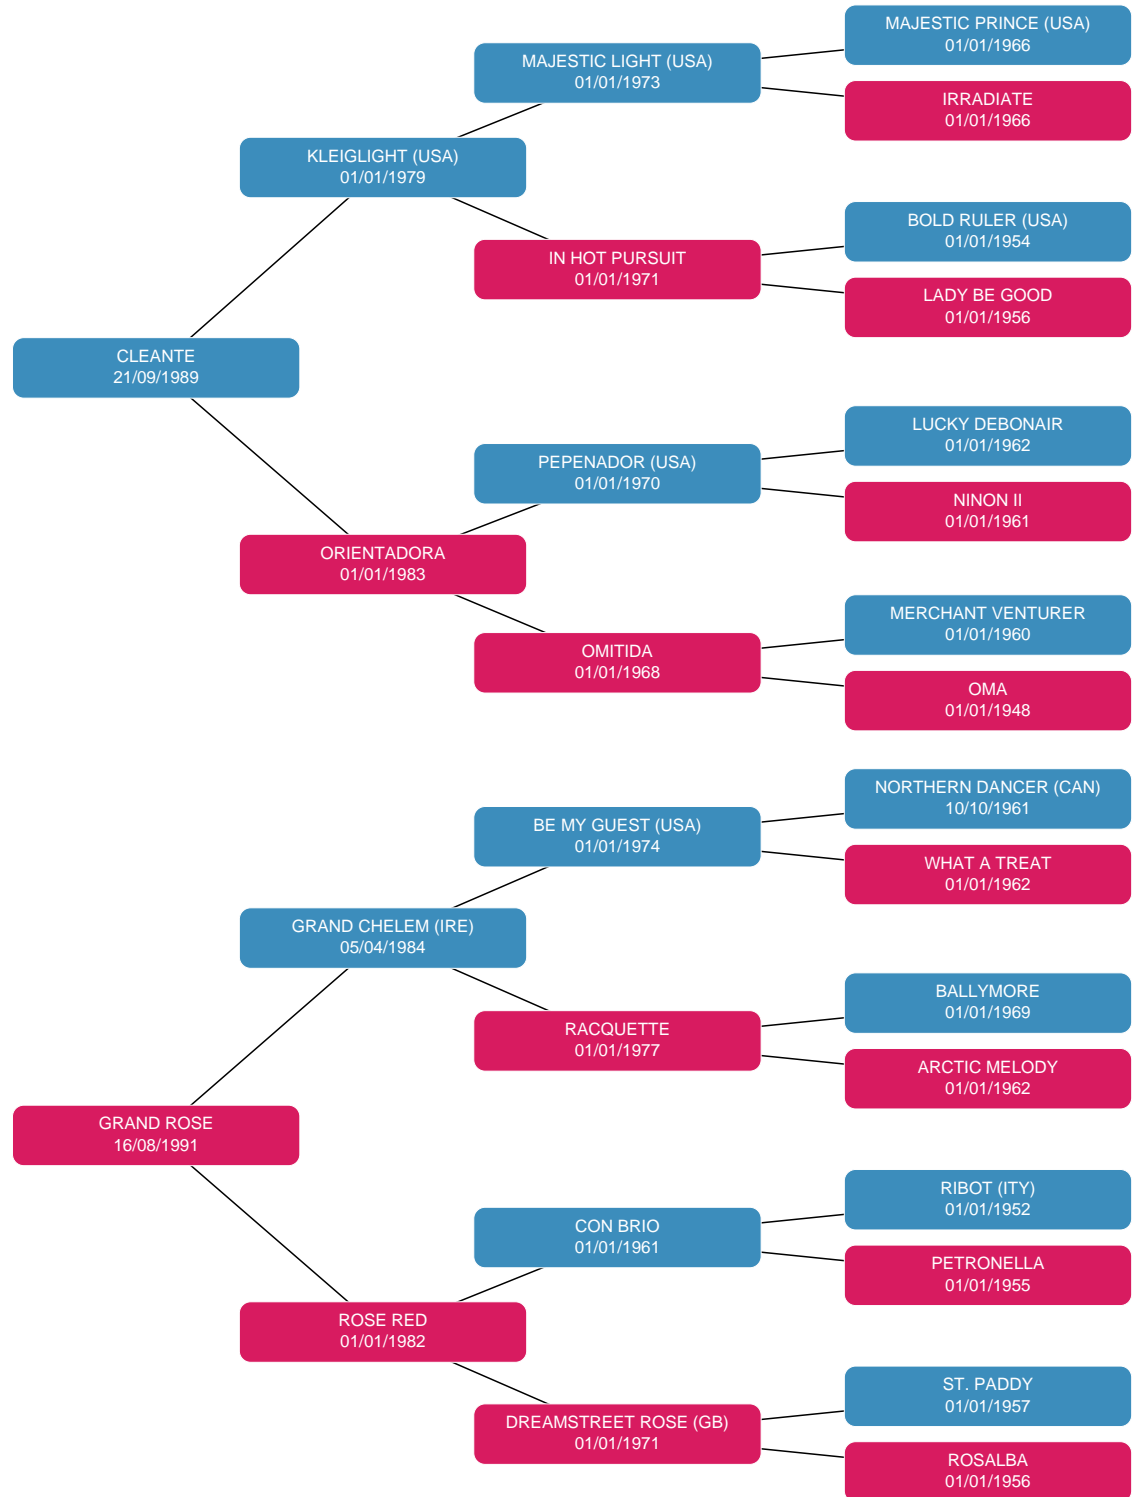 MAJESTIC PRINCE (USA)
01/01/1966
MAJESTIC LIGHT (USA)
01/01/1973
IRRADIATE
01/01/1966
KLEIGLIGHT (USA)
01/01/1979
BOLD RULER (USA)
01/01/1954
IN HOT PURSUIT
01/01/1971
LADY BE GOOD
01/01/1956
CLEANTE
21/09/1989
LUCKY DEBONAIR
01/01/1962
PEPENADOR (USA)
01/01/1970
NINON II
01/01/1961
ORIENTADORA
01/01/1983
MERCHANT VENTURER
01/01/1960
OMITIDA
01/01/1968
OMA
01/01/1948
NORTHERN DANCER (CAN)
10/10/1961
BE MY GUEST (USA)
01/01/1974
WHAT A TREAT
01/01/1962
GRAND CHELEM (IRE)
05/04/1984
BALLYMORE
01/01/1969
RACQUETTE
01/01/1977
ARCTIC MELODY
01/01/1962
GRAND ROSE
16/08/1991
RIBOT (ITY)
01/01/1952
CON BRIO
01/01/1961
PETRONELLA
01/01/1955
ROSE RED
01/01/1982
ST. PADDY
01/01/1957
DREAMSTREET ROSE (GB)
01/01/1971
ROSALBA
01/01/1956